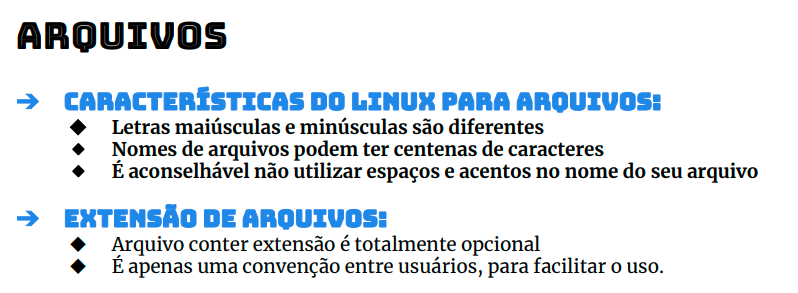 ARQUIVOS
➔ CARACTERÍSTICAS DO LINUX PARA ARQUIVOS:
◆ Letras maiúsculas e minúsculas são diferentes
◆ Nomes de arquivos podem ter centenas de caracteres
◆ É aconselhável não utilizar espaços e acentos no nome do seu arquivo
➔ EXTENSÃO DE ARQUIVOS:
◆ Arquivo conter extensão é totalmente opcional
◆ É apenas uma convenção entre usuários, para facilitar o uso.